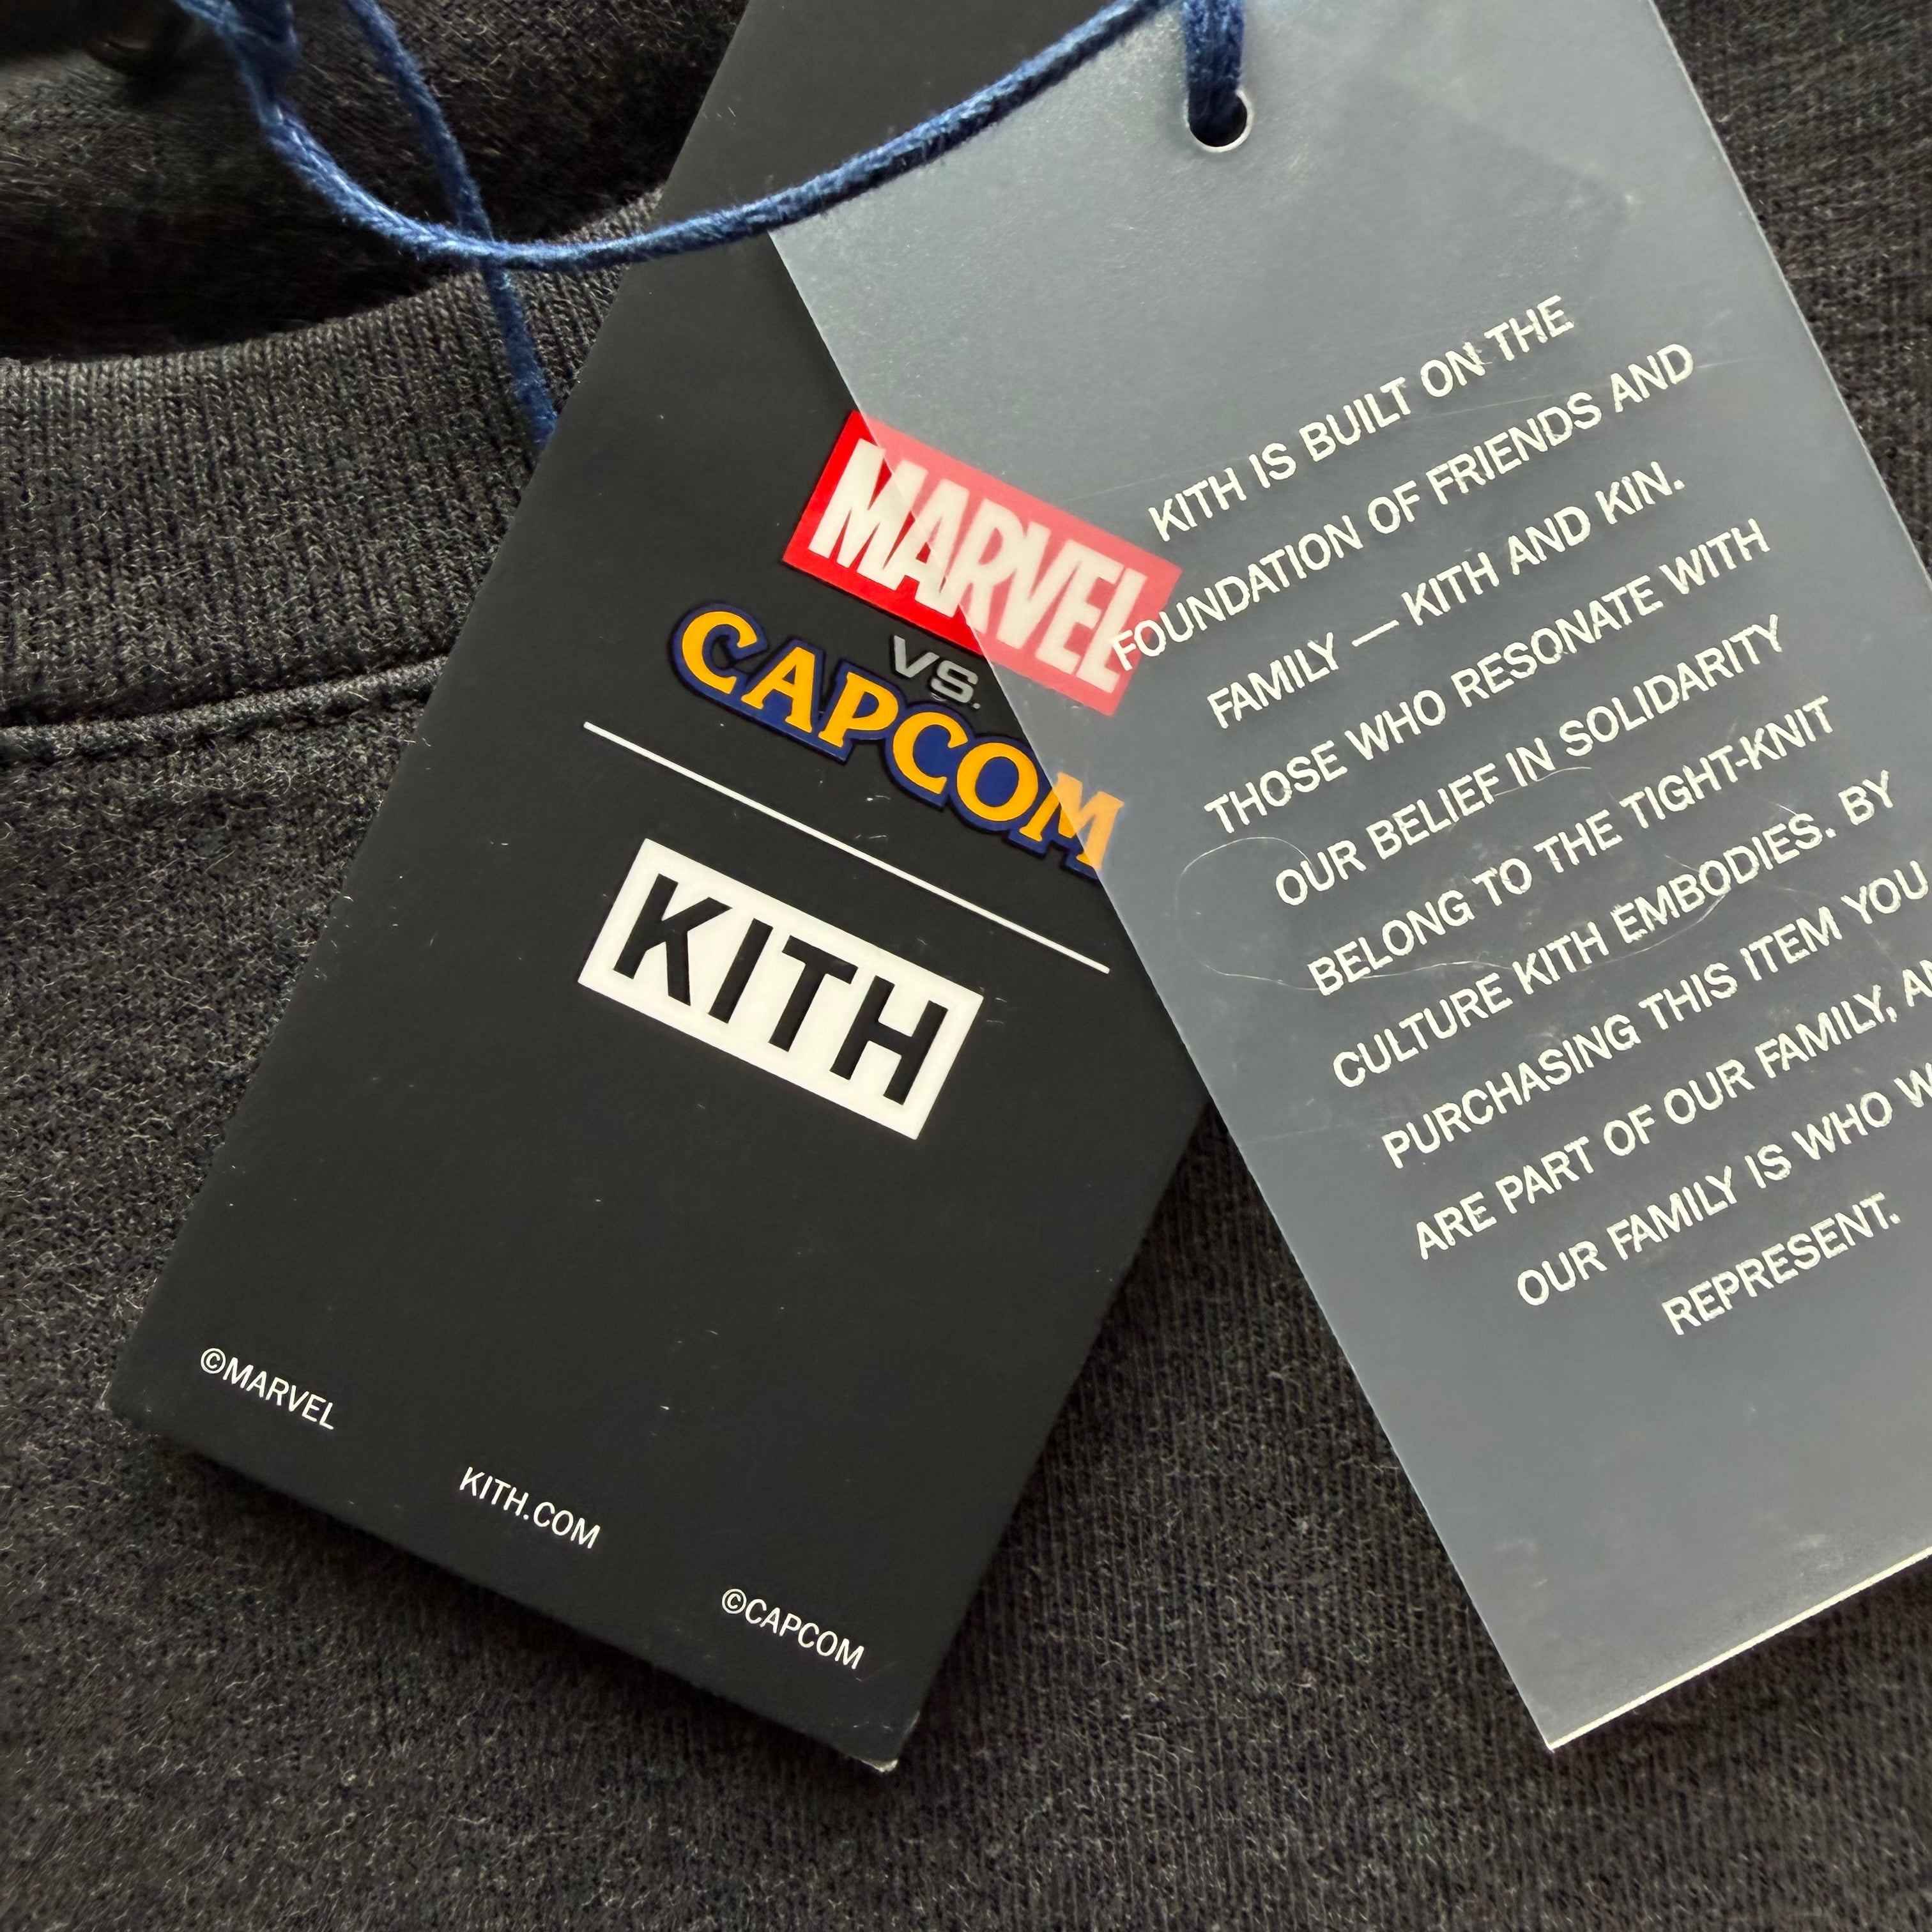 MARVEL
VS.
CAPCOM
KITH
©MARVEL
KITH.COM
©CAPCOM
KITH IS BUILT ON THE
FOUNDATION OF FRIENDS AND
FAMILY — KITH AND KIN.
THOSE WHO RESONATE WITH
OUR BELIEF IN SOLIDARITY
BELONG TO THE TIGHT-KNIT
CULTURE KITH EMBODIES. BY
PURCHASING THIS ITEM YOU
ARE PART OF OUR FAMILY,
OUR FAMILY IS WHO
REPRESENT.